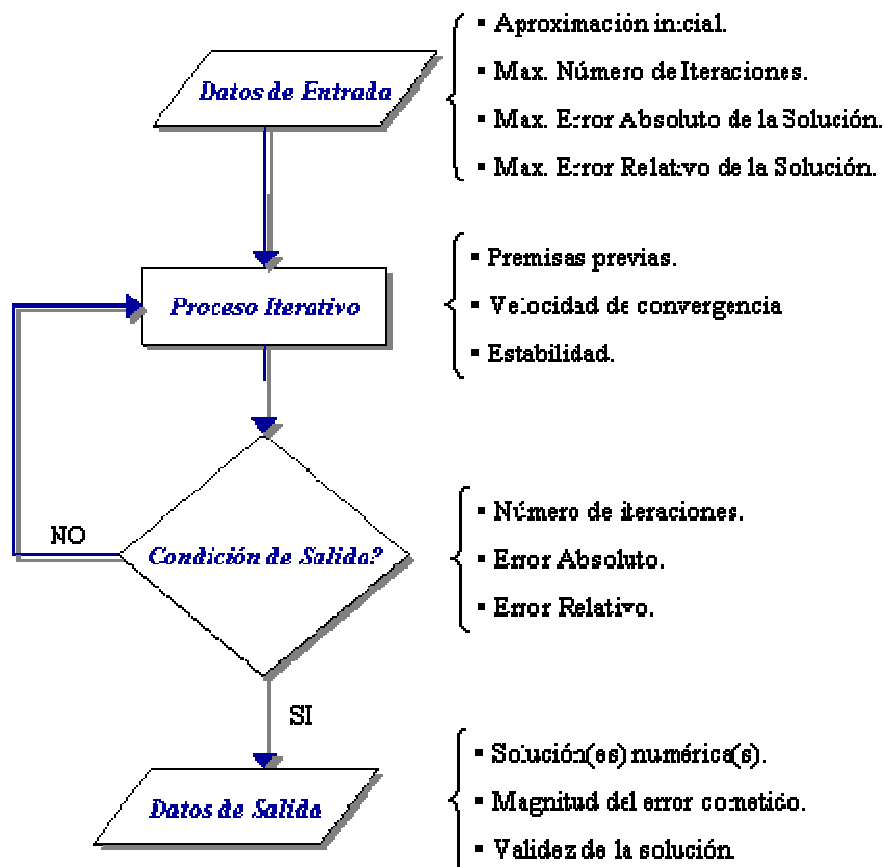 Datos de Entrada
▪ Aproximación inicial.
▪ Max. Número de Iteraciones.
▪ Max. Error Absoluto de la Solución.
▪ Max. Error Relativo de la Solución.
Proceso Iterativo
▪ Premisas previas.
▪ Velocidad de convergencia
▪ Estabilidad.
NO
Condición de Salida?
▪ Número de iteraciones.
▪ Error Absoluto.
▪ Error Relativo.
SI
Datos de Salida
▪ Solución(es) numérica(s).
▪ Magnitud del error cometido.
▪ Validez de la solución